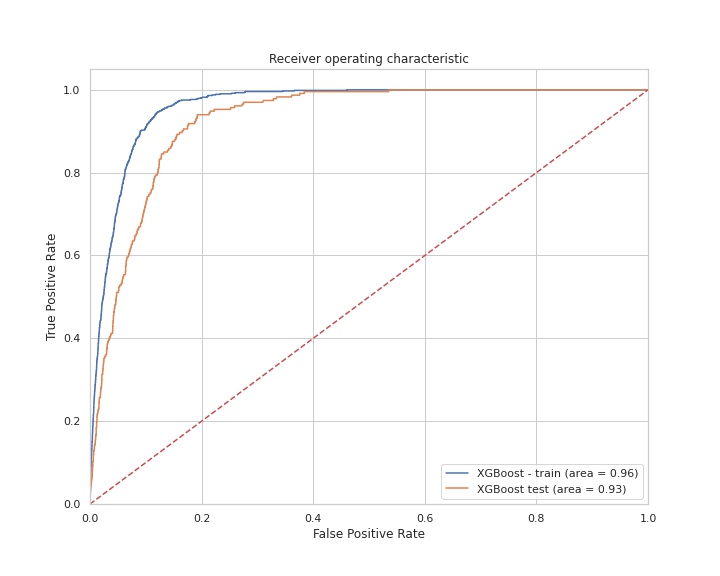 Receiver operating characteristic
True Positive Rate
1.0
0.8
0.6
0.4
0.2
0.0
XGBoost - train (area = 0.96)
XGBoost test (area = 0.93)
0.0 0.2 0.4 0.6 0.8 1.0
False Positive Rate